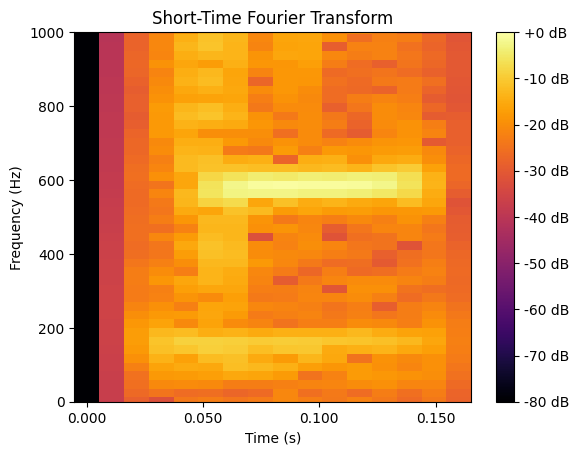 Short-Time Fourier Transform
Frequency (Hz)
1000
800
600
400
200
0
0.000
0.050
0.100
0.150
Time (s)
+0 dB
-10 dB
-20 dB
-30 dB
-40 dB
-50 dB
-60 dB
-70 dB
-80 dB